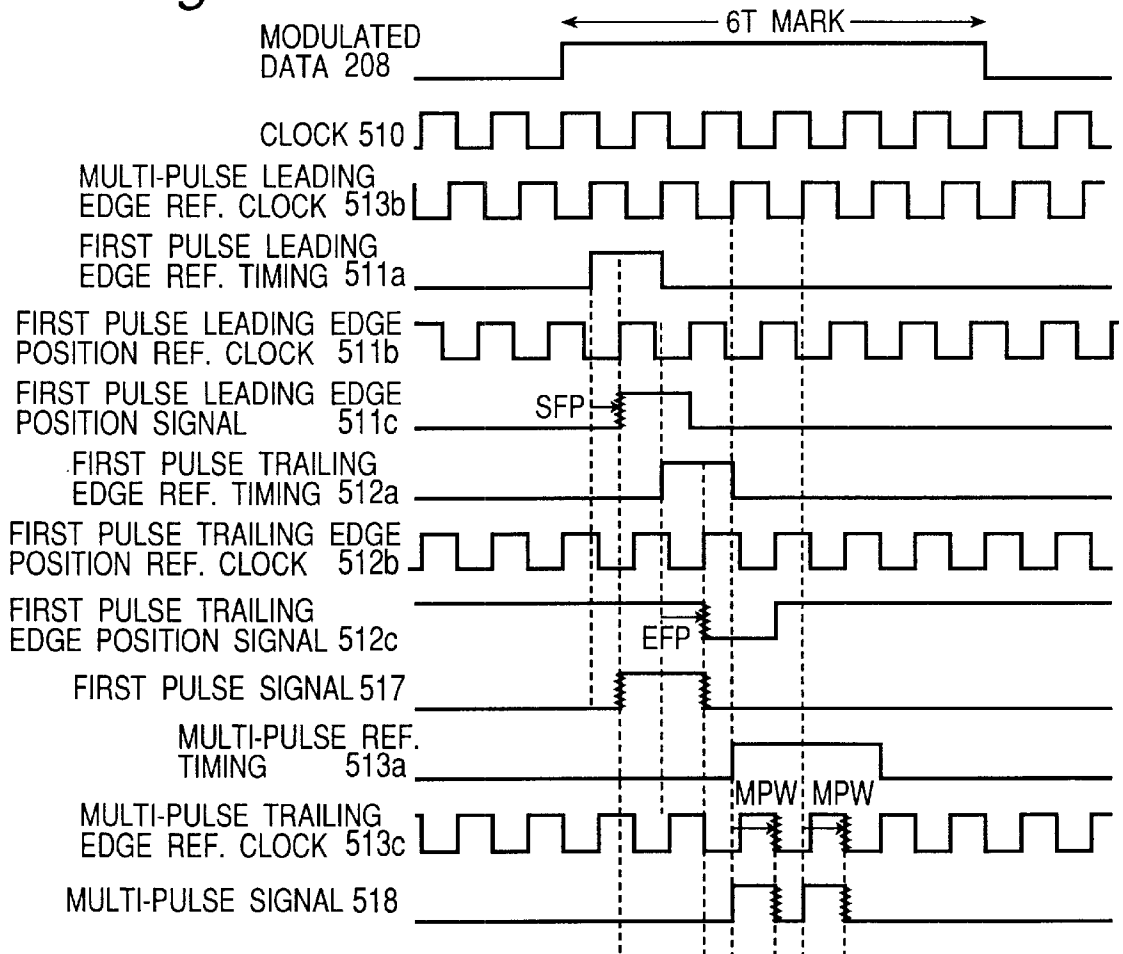 6T MARK
MODULATED
DATA 208
CLOCK 510
MULTI-PULSE LEADING
EDGE REF. CLOCK 513b
FIRST PULSE LEADING
EDGE REF. TIMING 511a
FIRST PULSE LEADING EDGE
POSITION REF. CLOCK 511b
FIRST PULSE LEADING EDGE
POSITION SIGNAL 511c
SFP
FIRST PULSE TRAILING
EDGE REF. TIMING 512a
FIRST PULSE TRAILING EDGE
POSITION REF. CLOCK 512b
FIRST PULSE TRAILING
EDGE POSITION SIGNAL 512c
EFP
FIRST PULSE SIGNAL 517
MULTI-PULSE REF.
TIMING 513a
MPW MPW
MULTI-PULSE TRAILING
EDGE REF. CLOCK 513c
MULTI-PULSE SIGNAL 518